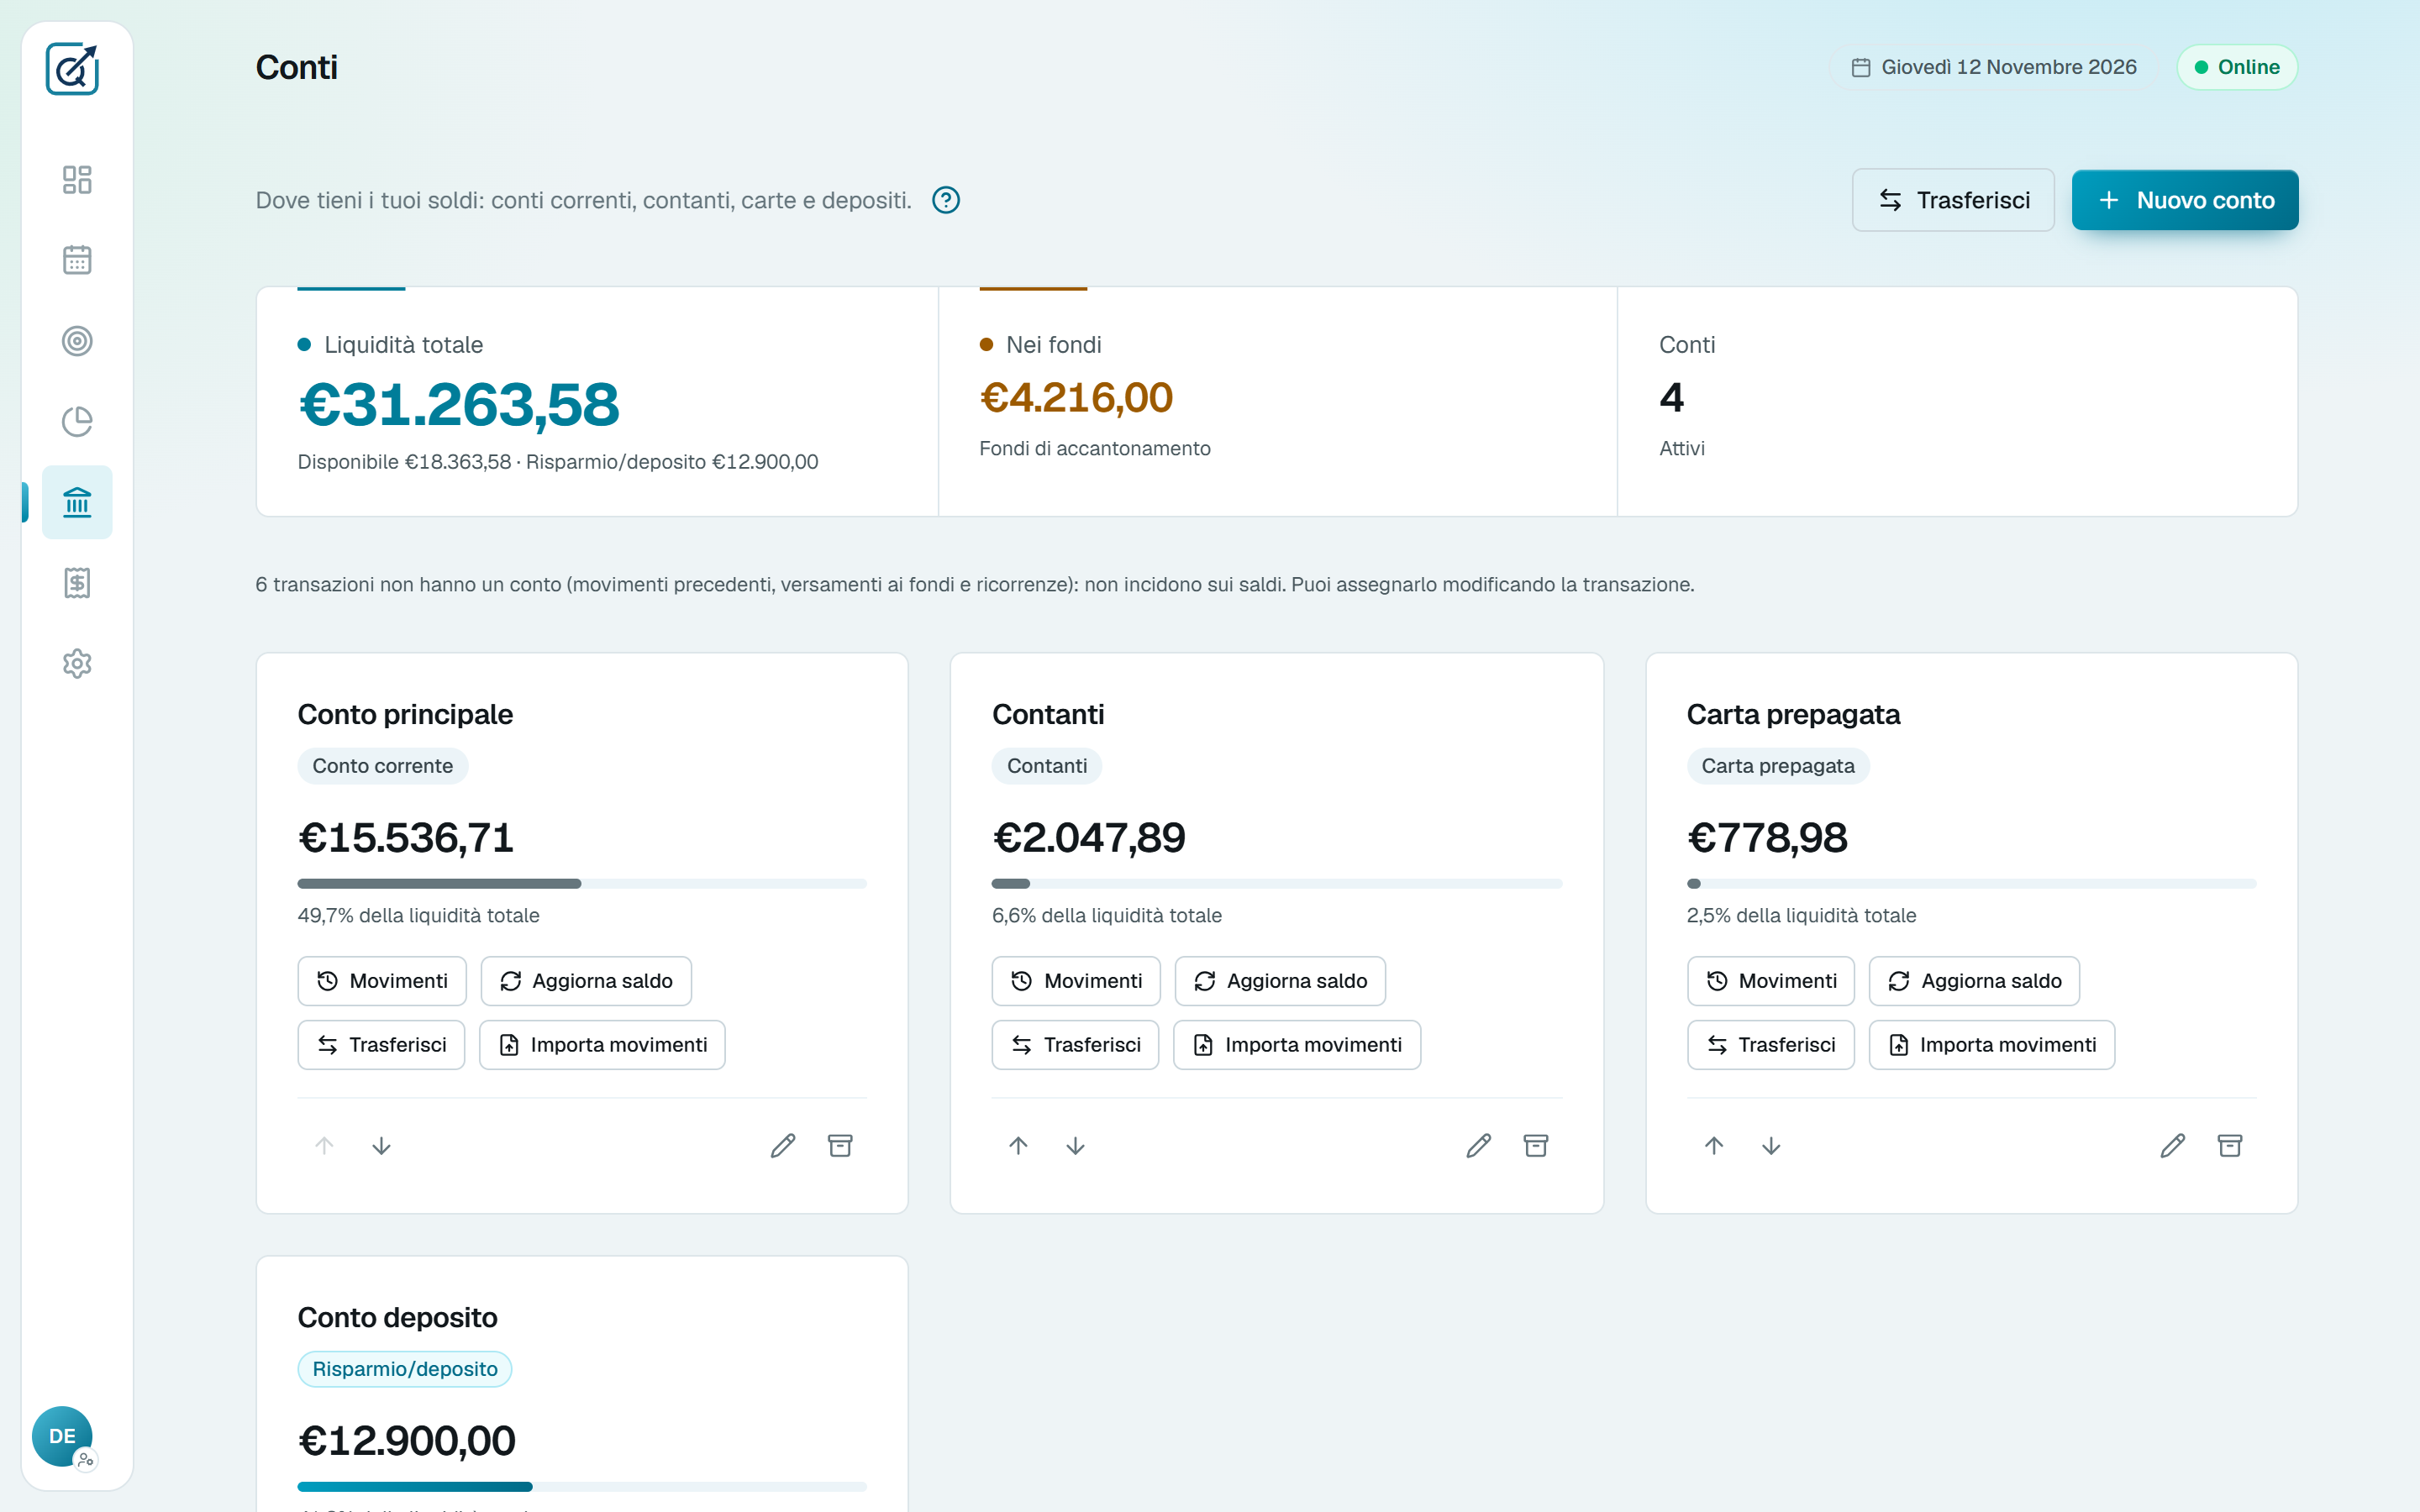 Conti
Giovedì 12 Novembre 2026
Online
Dove tieni i tuoi soldi: conti correnti, contanti, carte e depositi.
Trasferisci
Nuovo conto
Liquidità totale
€31.263,58
Disponibile €18.363,58 · Risparmio/deposito €12.900,00
Nei fondi
€4.216,00
Fondi di accantonamento
Conti
4
Attivi
6 transazioni non hanno un conto (movimenti precedenti, versamenti ai fondi e ricorrenze): non incidono sui saldi. Puoi assegnarlo modificando la transazione.
Conto principale
Conto corrente
€15.536,71
49,7% della liquidità totale
Movimenti
Aggiorna saldo
Trasferisci
Importa movimenti
Contanti
Contanti
€2.047,89
6,6% della liquidità totale
Movimenti
Aggiorna saldo
Trasferisci
Importa movimenti
Carta prepagata
Carta prepagata
€778,98
2,5% della liquidità totale
Movimenti
Aggiorna saldo
Trasferisci
Importa movimenti
Conto deposito
Risparmio/deposito
€12.900,00
DE